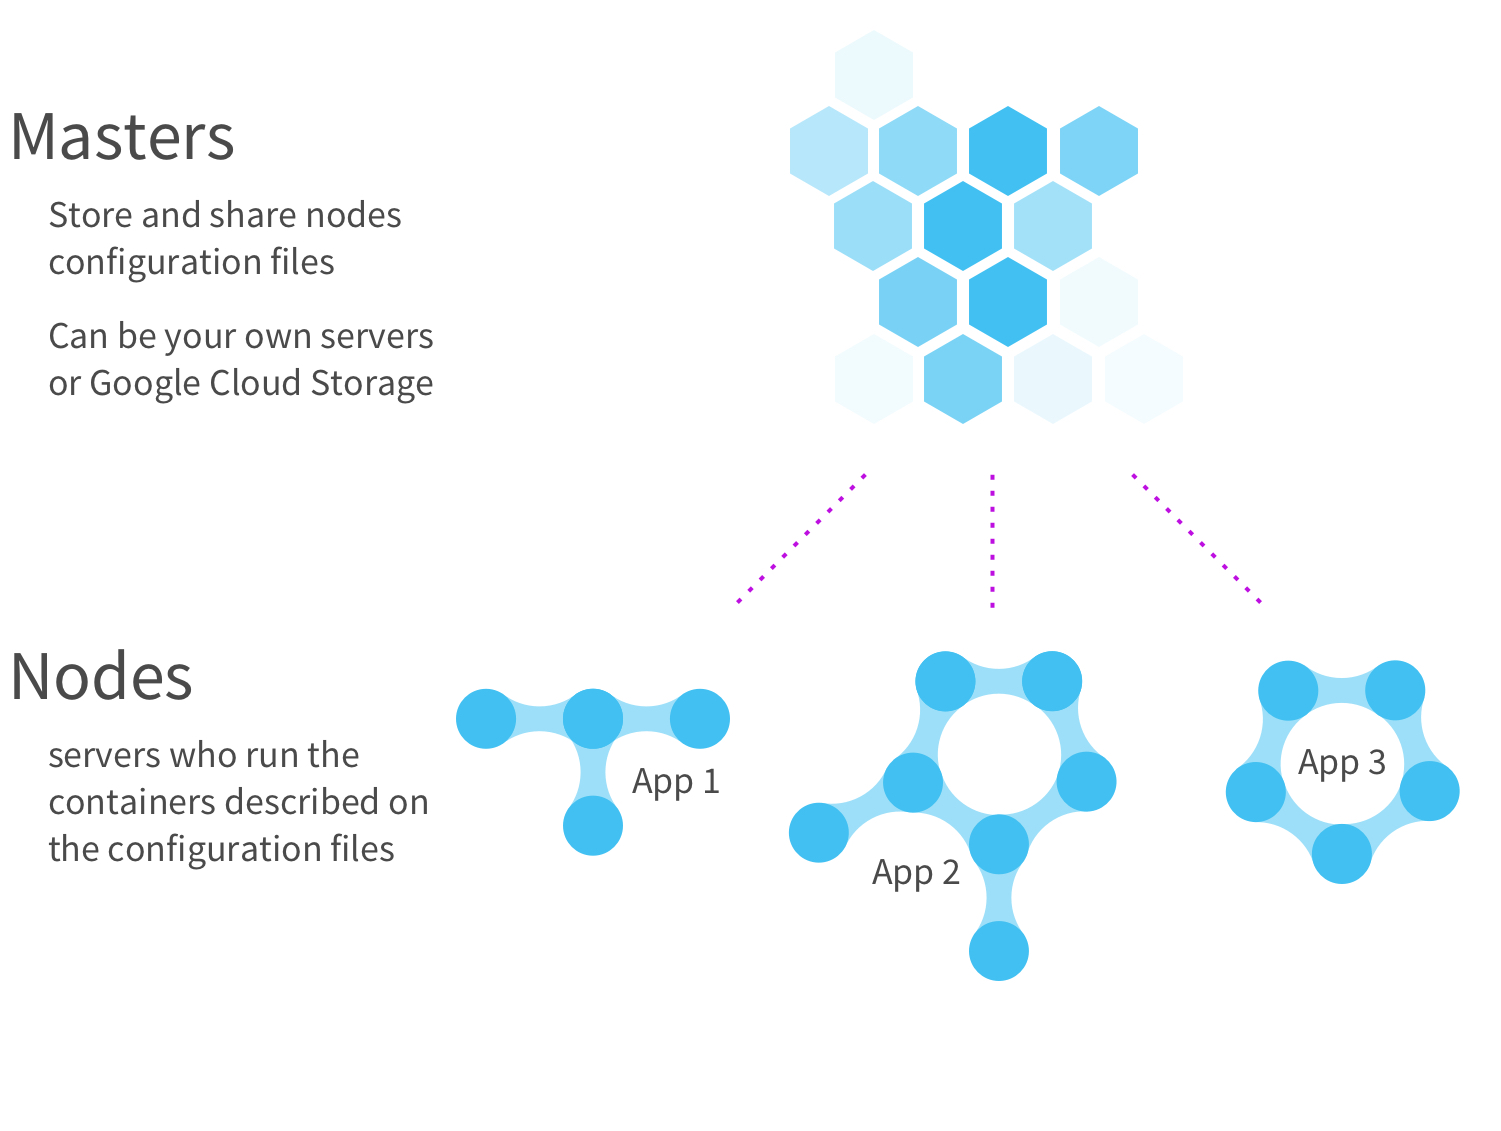 Masters
Store and share nodes
configuration files
Can be your own servers
or Google Cloud Storage
Nodes
servers who run the
containers described on
the configuration files
App 1
App 2
App 3